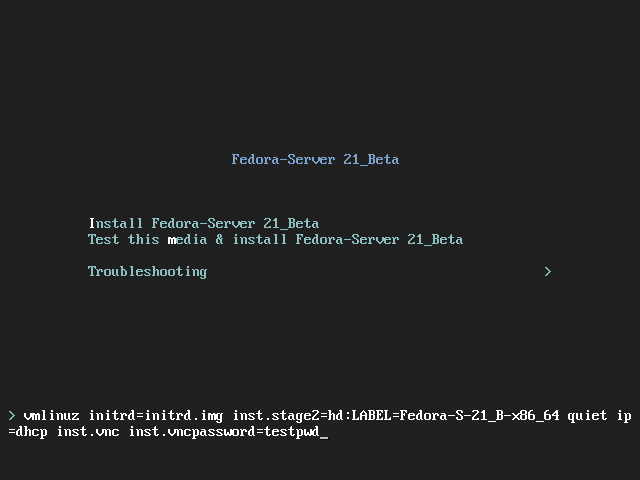 Fedora-Server 21_Beta
Install Fedora-Server 21_Beta
Test this media & install Fedora-Server 21_Beta
Troubleshooting >
> vmlinuz initrd=initrd.img inst.stage2=hd:LABEL=Fedora-S-21_B-x86_64 quiet ip
=dhcp inst.vnc inst.vncpassword=testpwd_